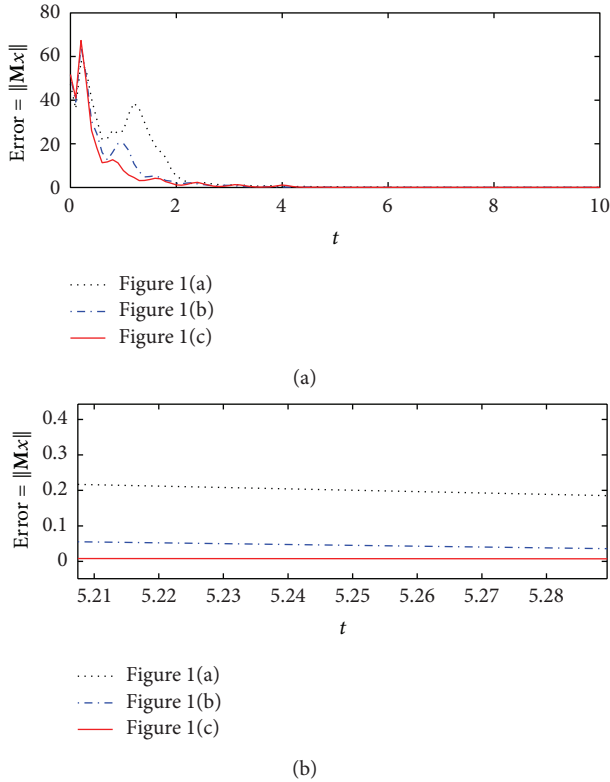 80
60
40
20
0
Error = ‖Mx‖
0 2 4 6 8 10
t
Figure 1(a)
Figure 1(b)
Figure 1(c)
(a)
0.4
0.3
0.2
0.1
0
Error = ‖Mx‖
5.21 5.22 5.23 5.24 5.25 5.26 5.27 5.28
t
Figure 1(a)
Figure 1(b)
Figure 1(c)
(b)